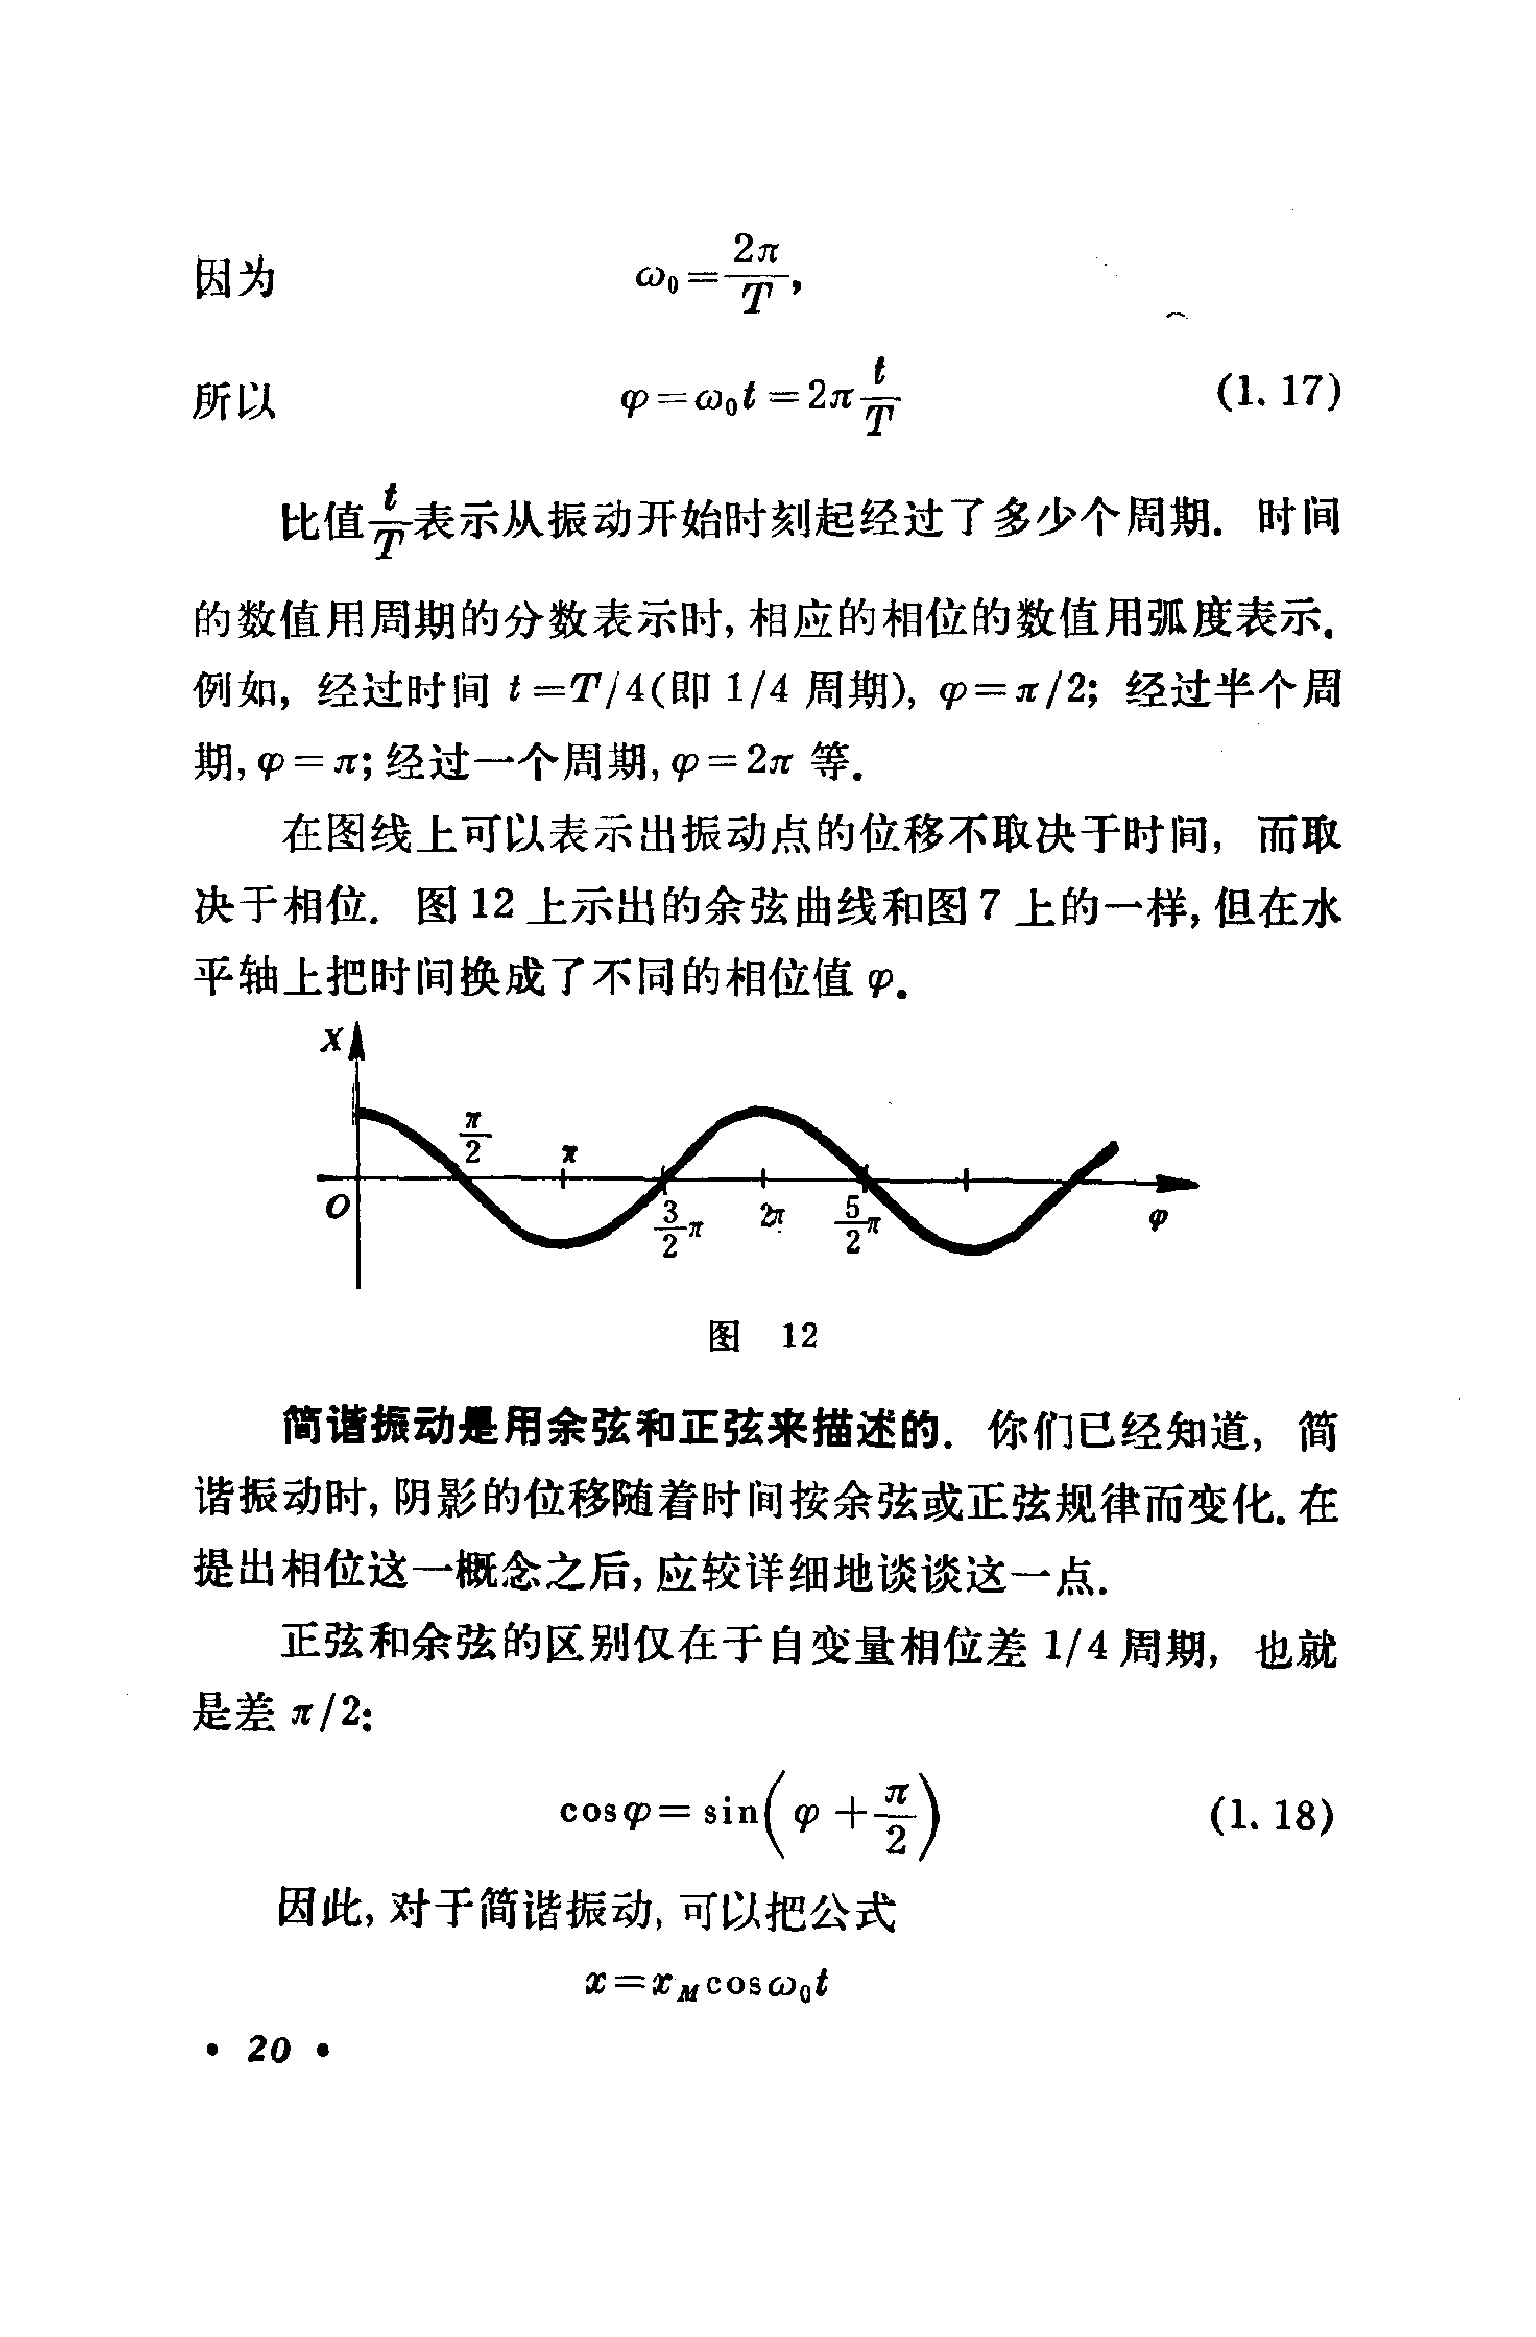 因为 ω₀=2π/T,
所以 φ=ω₀t=2π t/T (1.17)
比值 t/T 表示从振动开始时刻起经过了多少个周期. 时间
的数值用周期的分数表示时,相应的相位的数值用弧度表示.
例如, 经过时间 t=T/4(即 1/4 周期), φ=π/2; 经过半个周
期,φ=π;经过一个周期,φ=2π 等.
在图线上可以表示出振动点的位移不取决于时间, 而取
决于相位. 图 12 上示出的余弦曲线和图 7 上的一样,但在水
平轴上把时间换成了不同的相位值 φ.
X
π/2 π
O 3/2 π 2π 5/2 π φ
图 12
简谐振动是用余弦和正弦来描述的. 你们已经知道, 简
谐振动时,阴影的位移随着时间按余弦或正弦规律而变化.在
提出相位这一概念之后,应较详细地谈谈这一点.
正弦和余弦的区别仅在于自变量相位差 1/4 周期, 也就
是差 π/2:
cosφ=sin(φ+π/2) (1.18)
因此,对于简谐振动,可以把公式
x=x_M cosω₀t
• 20 •